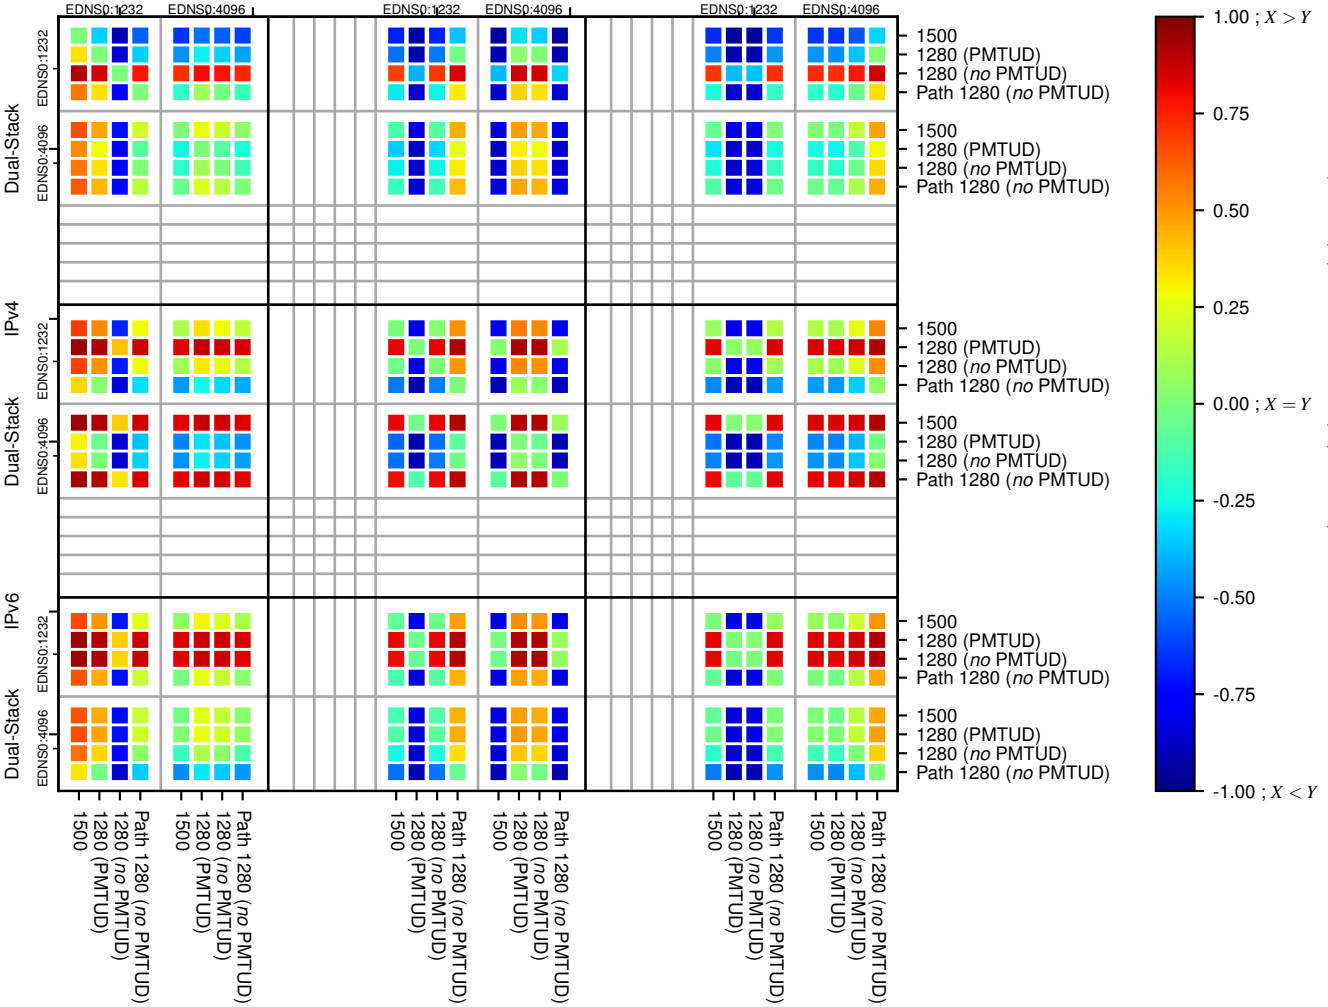 EDNS0:1232 EDNS0:4096 EDNS0:1232 EDNS0:4096 EDNS0:1232 EDNS0:4096
Dual-Stack
EDNS0:1232
1500
1280 (PMTUD)
1280 (no PMTUD)
Path 1280 (no PMTUD)
EDNS0:4096
1500
1280 (PMTUD)
1280 (no PMTUD)
Path 1280 (no PMTUD)
IPv4
Dual-Stack
EDNS0:1232
1500
1280 (PMTUD)
1280 (no PMTUD)
Path 1280 (no PMTUD)
EDNS0:4096
1500
1280 (PMTUD)
1280 (no PMTUD)
Path 1280 (no PMTUD)
IPv6
Dual-Stack
EDNS0:1232
1500
1280 (PMTUD)
1280 (no PMTUD)
Path 1280 (no PMTUD)
EDNS0:4096
1500
1280 (PMTUD)
1280 (no PMTUD)
Path 1280 (no PMTUD)
1500
1280 (PMTUD)
1280 (no PMTUD)
Path 1280 (no PMTUD)
1500
1280 (PMTUD)
1280 (no PMTUD)
Path 1280 (no PMTUD)
1500
1280 (PMTUD)
1280 (no PMTUD)
Path 1280 (no PMTUD)
1500
1280 (PMTUD)
1280 (no PMTUD)
Path 1280 (no PMTUD)
1500
1280 (PMTUD)
1280 (no PMTUD)
Path 1280 (no PMTUD)
1500
1280 (PMTUD)
1280 (no PMTUD)
Path 1280 (no PMTUD)
1.00 ; X > Y
0.75
0.50
0.25
0.00 ; X = Y
-0.25
-0.50
-0.75
-1.00 ; X < Y